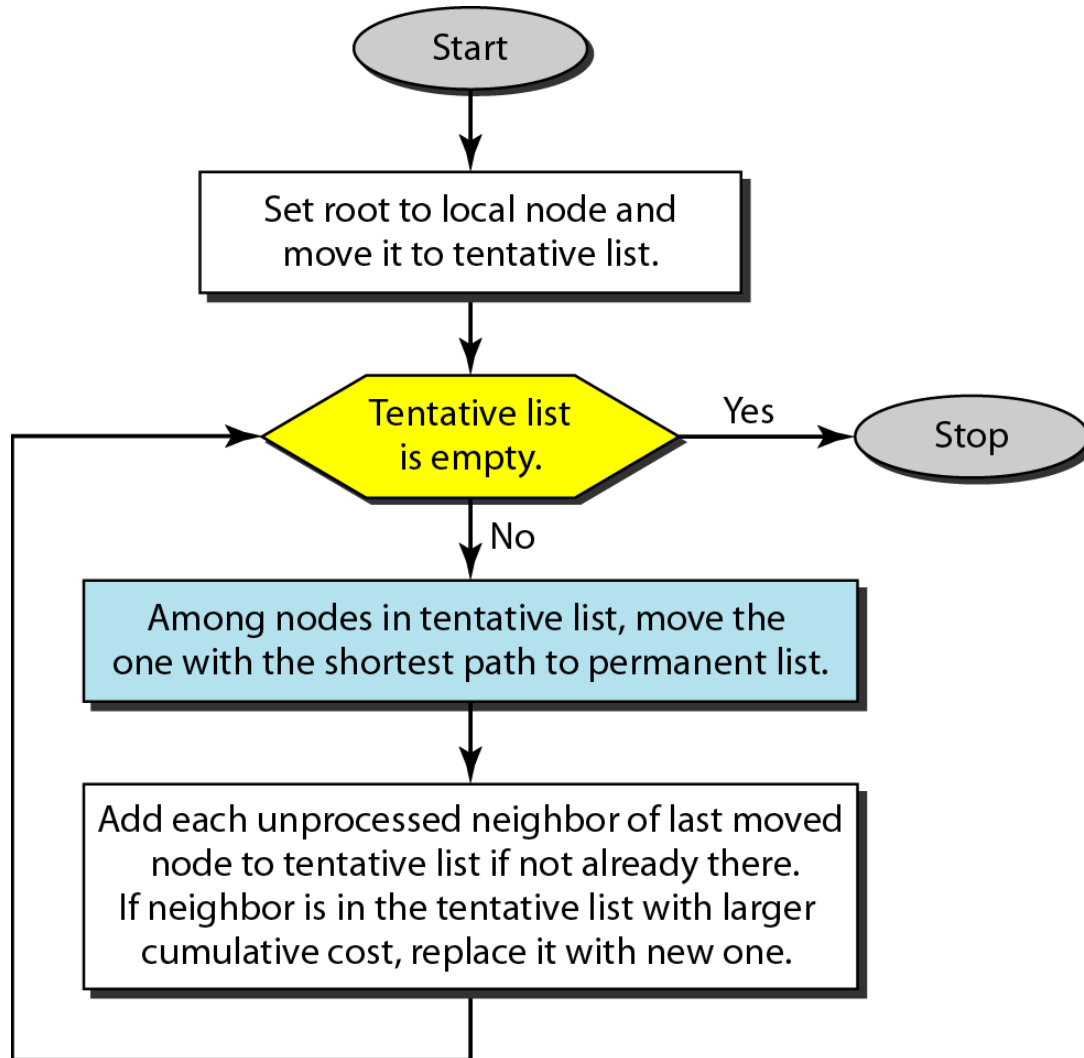 Start
Set root to local node and
move it to tentative list.
Tentative list
is empty.
Yes
Stop
No
Among nodes in tentative list, move the
one with the shortest path to permanent list.
Add each unprocessed neighbor of last moved
node to tentative list if not already there.
If neighbor is in the tentative list with larger
cumulative cost, replace it with new one.